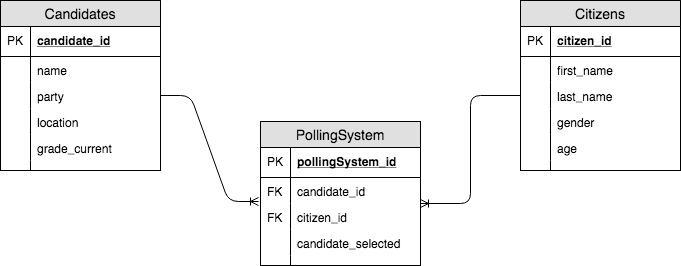 Candidates
PK candidate_id
name
party
location
grade_current
Citizens
PK citizen_id
first_name
last_name
gender
age
PollingSystem
PK pollingSystem_id
FK candidate_id
FK citizen_id
candidate_selected